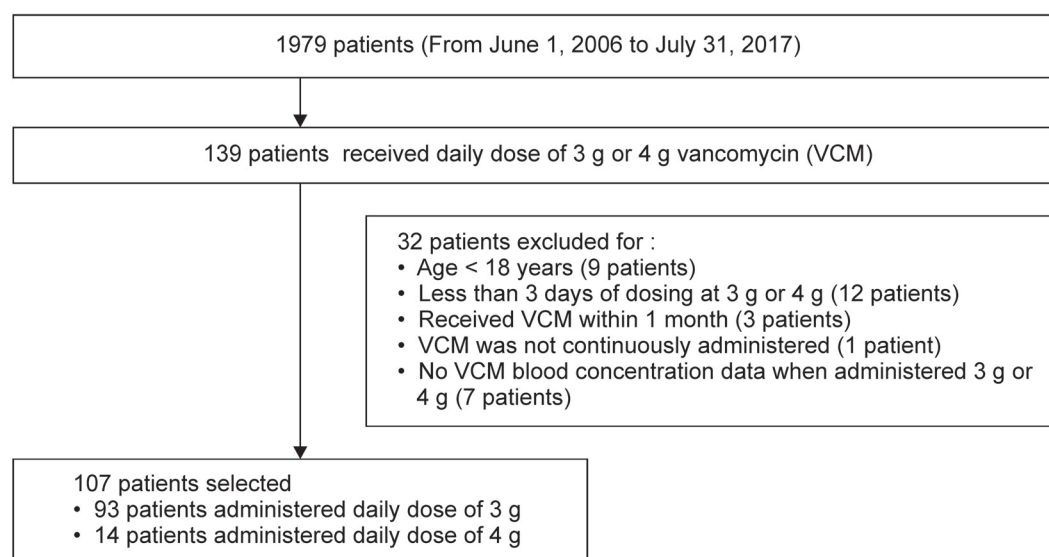 1979 patients (From June 1, 2006 to July 31, 2017)
139 patients  received daily dose of 3 g or 4 g vancomycin (VCM)
32 patients excluded for :
• Age < 18 years (9 patients)
• Less than 3 days of dosing at 3 g or 4 g (12 patients)
• Received VCM within 1 month (3 patients)
• VCM was not continuously administered (1 patient)
• No VCM blood concentration data when administered 3 g or
4 g (7 patients)
107 patients selected
• 93 patients administered daily dose of 3 g
• 14 patients administered daily dose of 4 g